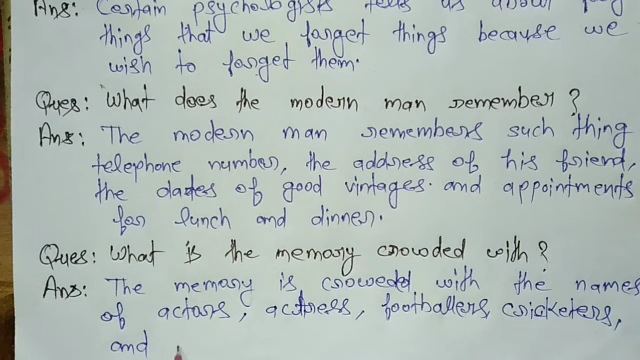 Ans: Certain psychologists tells us about
things that we forget things because we
wish to forget them.
Ques: What does the modern man remember?
Ans: The modern man remembers such thing
telephone number, the address of his friend,
the dates of good vintages. and appointments
for lunch and dinner.
Ques: What is the memory crowded with?
Ans: The memory is croweded with the names
of actors, actress, footballers, cricketers,
and